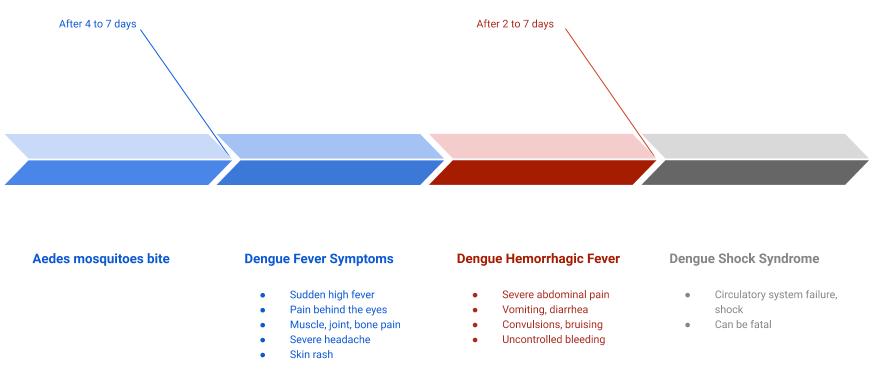 After 4 to 7 days
After 2 to 7 days
Aedes mosquitoes bite
Dengue Fever Symptoms
● Sudden high fever
● Pain behind the eyes
● Muscle, joint, bone pain
● Severe headache
● Skin rash
Dengue Hemorrhagic Fever
● Severe abdominal pain
● Vomiting, diarrhea
● Convulsions, bruising
● Uncontrolled bleeding
Dengue Shock Syndrome
● Circulatory system failure,
shock
● Can be fatal